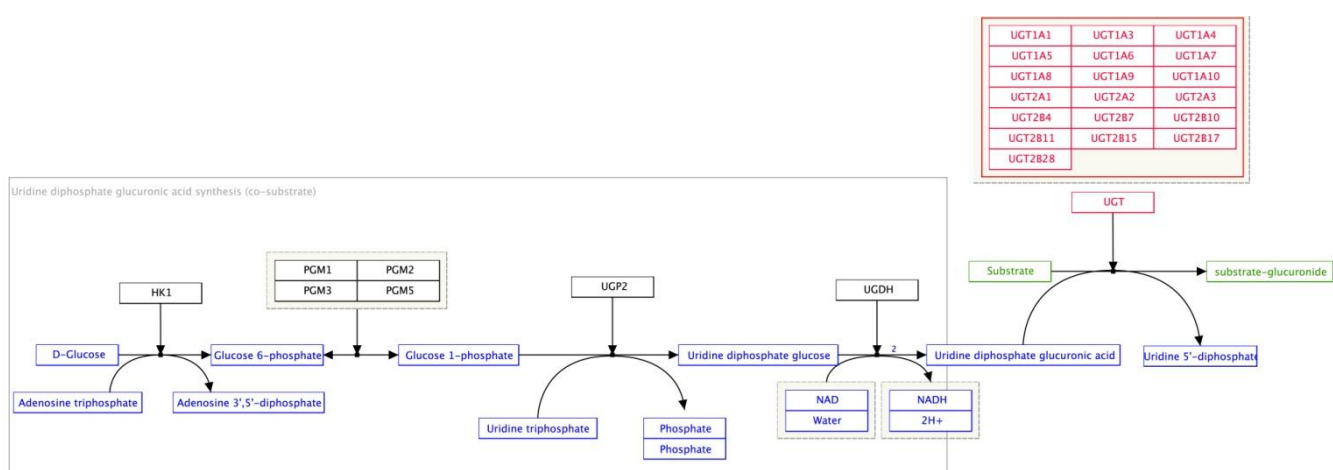 UGT1A1 UGT1A3 UGT1A4
UGT1A5 UGT1A6 UGT1A7
UGT1A8 UGT1A9 UGT1A10
UGT2A1 UGT2A2 UGT2A3
UGT2B4 UGT2B7 UGT2B10
UGT2B11 UGT2B15 UGT2B17
UGT2B28
Uridine diphosphate glucuronic acid synthesis (co-substrate)
UGT
PGM1 PGM2
PGM3 PGM5
HK1
UGP2
UGDH
Substrate
substrate-glucuronide
D-Glucose
Glucose 6-phosphate
Glucose 1-phosphate
Uridine diphosphate glucose
2
Uridine diphosphate glucuronic acid
Uridine 5'-diphosphate
Adenosine triphosphate
Adenosine 3',5'-diphosphate
Uridine triphosphate
Phosphate
Phosphate
NAD
Water
NADH
2H+